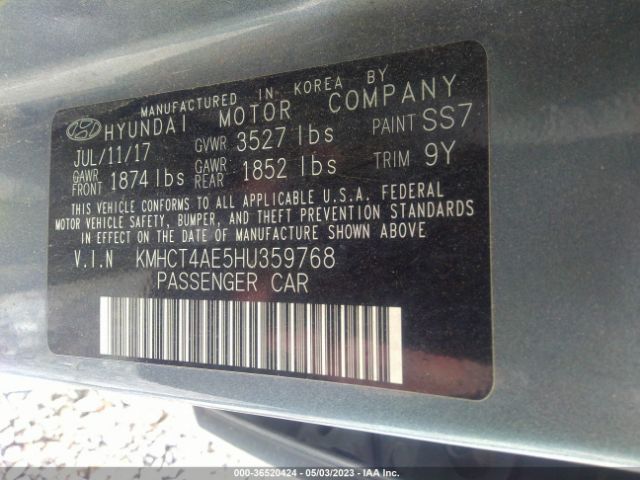 MANUFACTURED IN KOREA BY
HYUNDAI MOTOR COMPANY
JUL/11/17 GVWR 3527 lbs PAINT SS7
GAWR FRONT 1874 lbs GAWR REAR 1852 lbs TRIM 9Y
THIS VEHICLE CONFORMS TO ALL APPLICABLE U.S.A. FEDERAL
MOTOR VEHICLE SAFETY, BUMPER, AND THEFT PREVENTION STANDARDS
IN EFFECT ON THE DATE OF MANUFACTURE SHOWN ABOVE.
V.I.N KMHCT4AE5HU359768
PASSENGER CAR
000-36520424 - 05/03/2023 - IAA Inc.